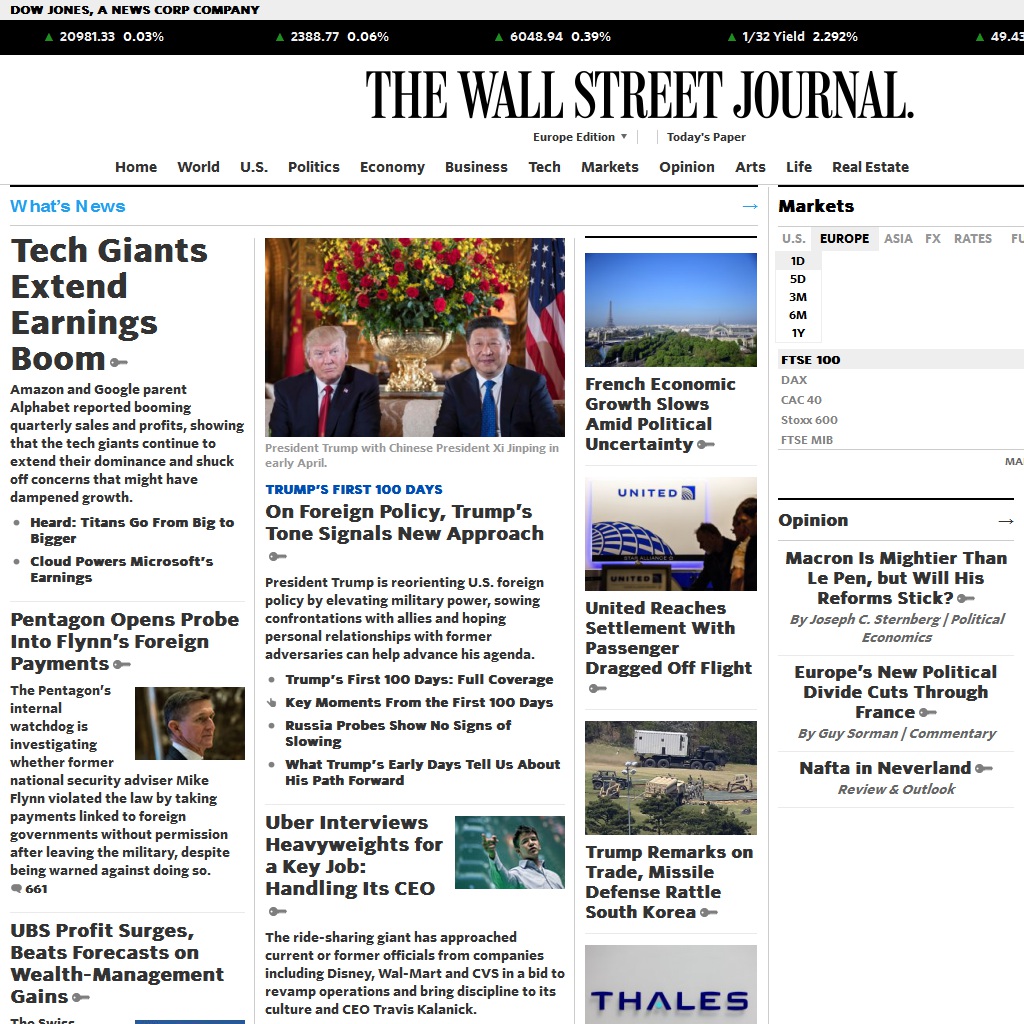 DOW JONES, A NEWS CORP COMPANY
▲ 20981.33 0.03% ▲ 2388.77 0.06% ▲ 6048.94 0.39% ▲ 1/32 Yield 2.292% ▲ 49.43
THE WALL STREET JOURNAL.
Europe Edition ▼ | | Today's Paper
Home World U.S. Politics Economy Business Tech Markets Opinion Arts Life Real Estate
What's News →
Tech Giants
Extend
Earnings
Boom
Amazon and Google parent
Alphabet reported booming
quarterly sales and profits, showing
that the tech giants continue to
extend their dominance and shuck
off concerns that might have
dampened growth.
Heard: Titans Go From Big to
Bigger
Cloud Powers Microsoft's
Earnings
Pentagon Opens Probe
Into Flynn's Foreign
Payments
The Pentagon's
internal
watchdog is
investigating
whether former
national security adviser Mike
Flynn violated the law by taking
payments linked to foreign
governments without permission
after leaving the military, despite
being warned against doing so.
661
UBS Profit Surges,
Beats Forecasts on
Wealth-Management
Gains
The Swiss
President Trump with Chinese President Xi Jinping in
early April.
TRUMP'S FIRST 100 DAYS
On Foreign Policy, Trump's
Tone Signals New Approach
President Trump is reorienting U.S. foreign
policy by elevating military power, sowing
confrontations with allies and hoping
personal relationships with former
adversaries can help advance his agenda.
Trump's First 100 Days: Full Coverage
Key Moments From the First 100 Days
Russia Probes Show No Signs of
Slowing
What Trump's Early Days Tell Us About
His Path Forward
Uber Interviews
Heavyweights for
a Key Job:
Handling Its CEO
The ride-sharing giant has approached
current or former officials from companies
including Disney, Wal-Mart and CVS in a bid to
revamp operations and bring discipline to its
culture and CEO Travis Kalanick.
French Economic
Growth Slows
Amid Political
Uncertainty
UNITED
STAR ALLIANCE
UNITED
United Reaches
Settlement With
Passenger
Dragged Off Flight
Trump Remarks on
Trade, Missile
Defense Rattle
South Korea
THALES
Markets
U.S. EUROPE ASIA FX RATES FU
1D
5D
3M
6M
1Y
FTSE 100
DAX
CAC 40
Stoxx 600
FTSE MIB
MA
Opinion →
Macron Is Mightier Than
Le Pen, but Will His
Reforms Stick?
By Joseph C. Sternberg | Political
Economics
Europe's New Political
Divide Cuts Through
France
By Guy Sorman | Commentary
Nafta in Neverland
Review & Outlook